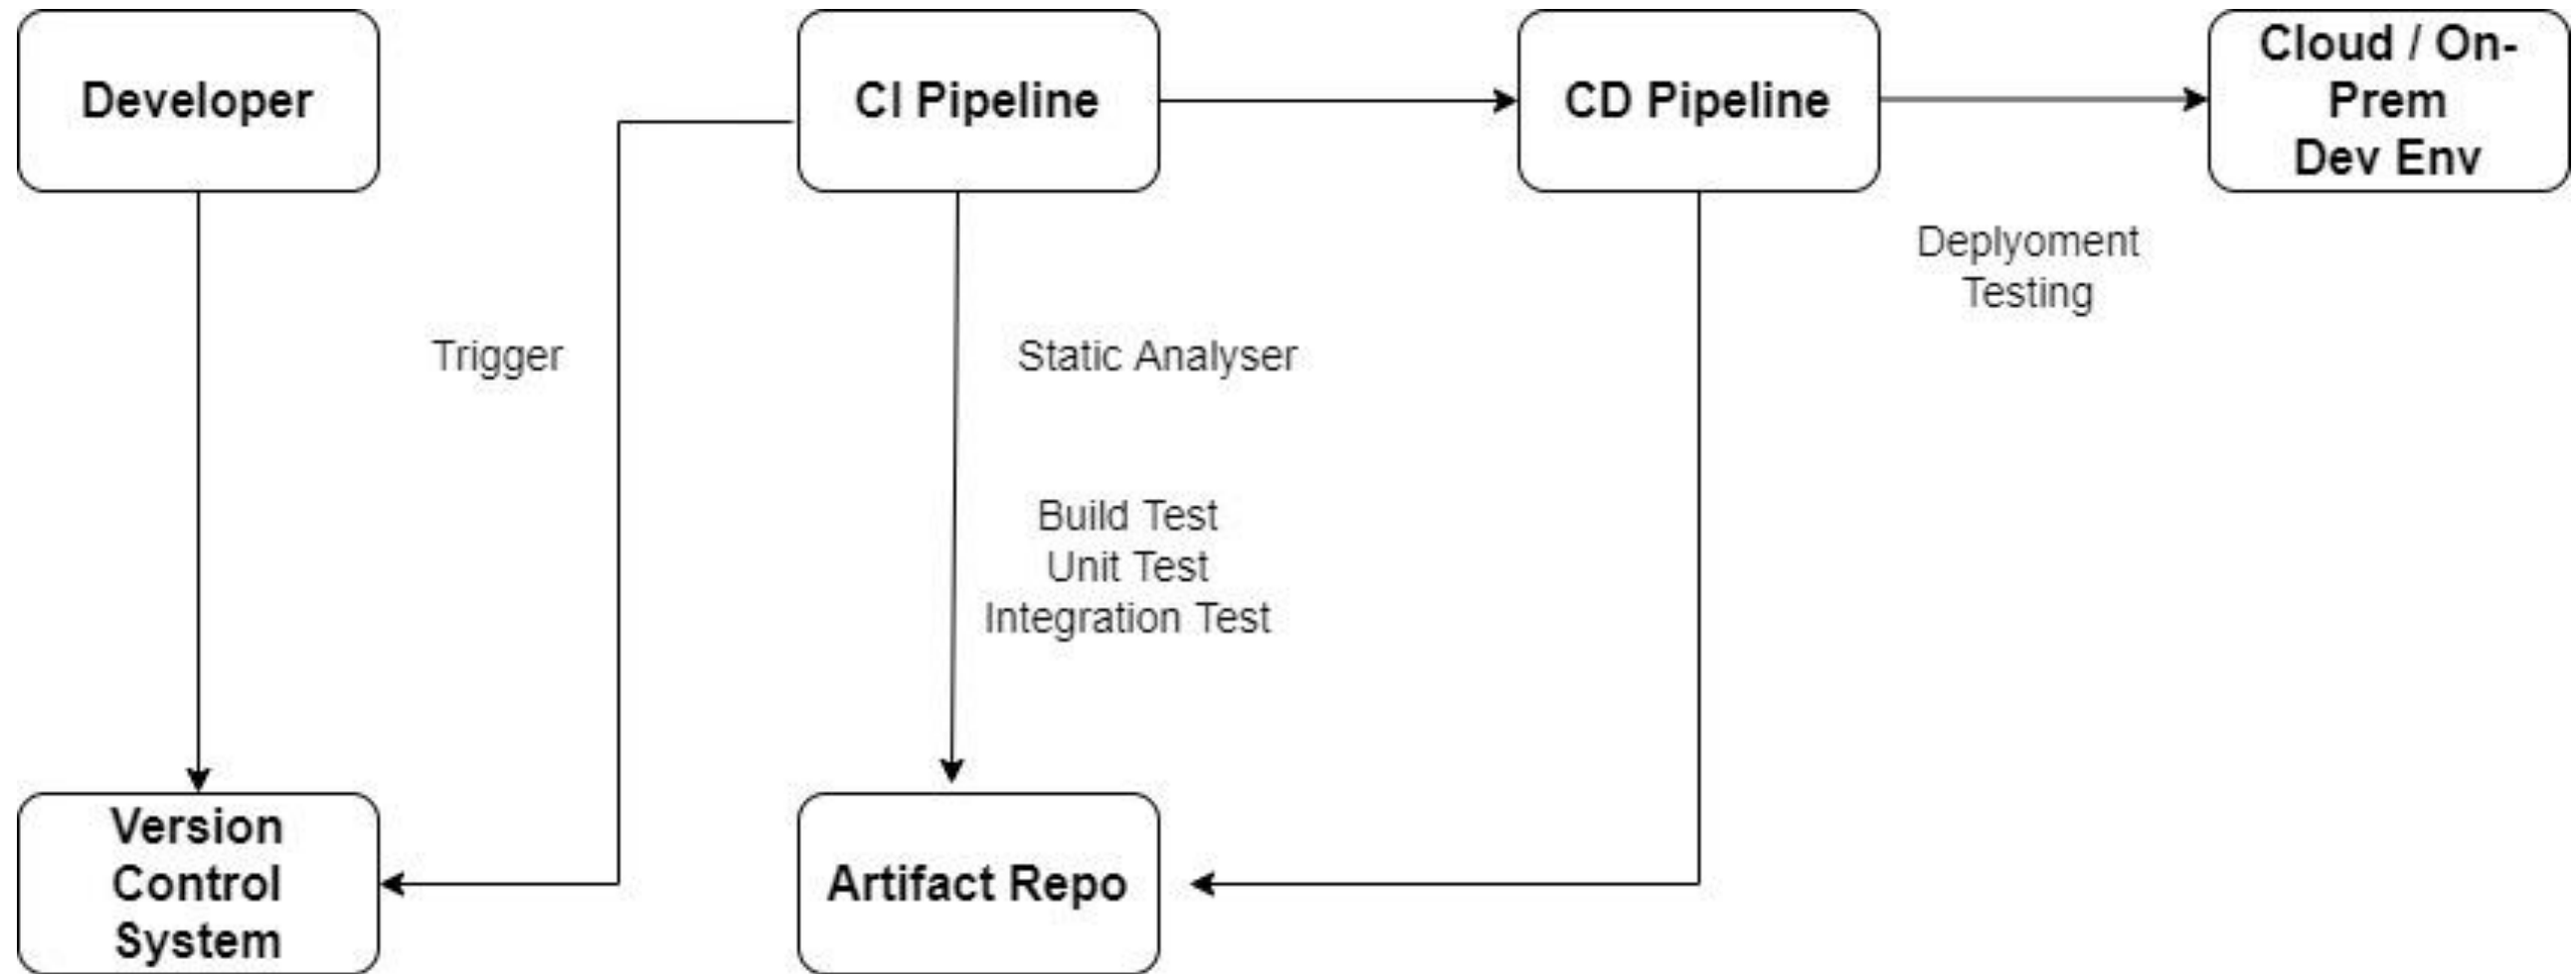 Developer
CI Pipeline
CD Pipeline
Cloud / On-
Prem
Dev Env
Deplyoment
Testing
Trigger
Static Analyser
Build Test
Unit Test
Integration Test
Version
Control
System
Artifact Repo